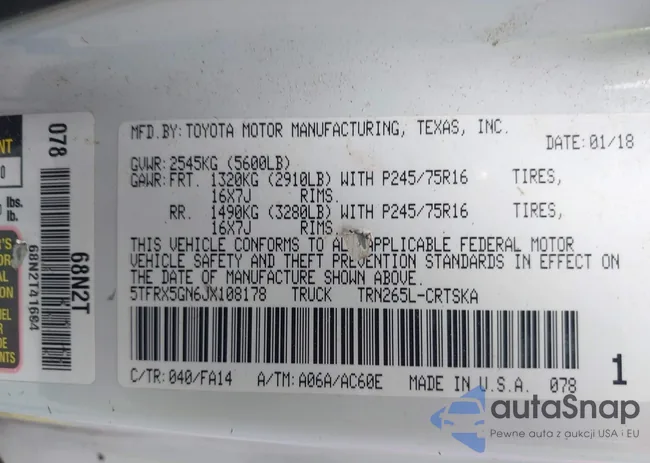 MFD.BY: TOYOTA MOTOR MANUFACTURING, TEXAS, INC.
DATE: 01/18
GVWR: 2545KG (5600LB)
GAWR: FRT. 1320KG (2910LB) WITH P245/75R16 TIRES,
16X7J RIMS.
RR. 1490KG (3280LB) WITH P245/75R16 TIRES,
16X7J RIMS.
THIS VEHICLE CONFORMS TO APPLICABLE FEDERAL MOTOR
VEHICLE SAFETY AND THEFT PREVENTION STANDARDS IN EFFECT ON
THE DATE OF MANUFACTURE SHOWN ABOVE.
5TFRX5GN6JX108178 TRUCK TRN265L-CRTSKA
C/TR: 040/FA14 A/TM: A06A/AC60E MADE IN U.S.A. 078 1
078
68N2T
68N2T41604
lbs.
lb.
autaSnap
Pewne auta z aukcji USA i EU